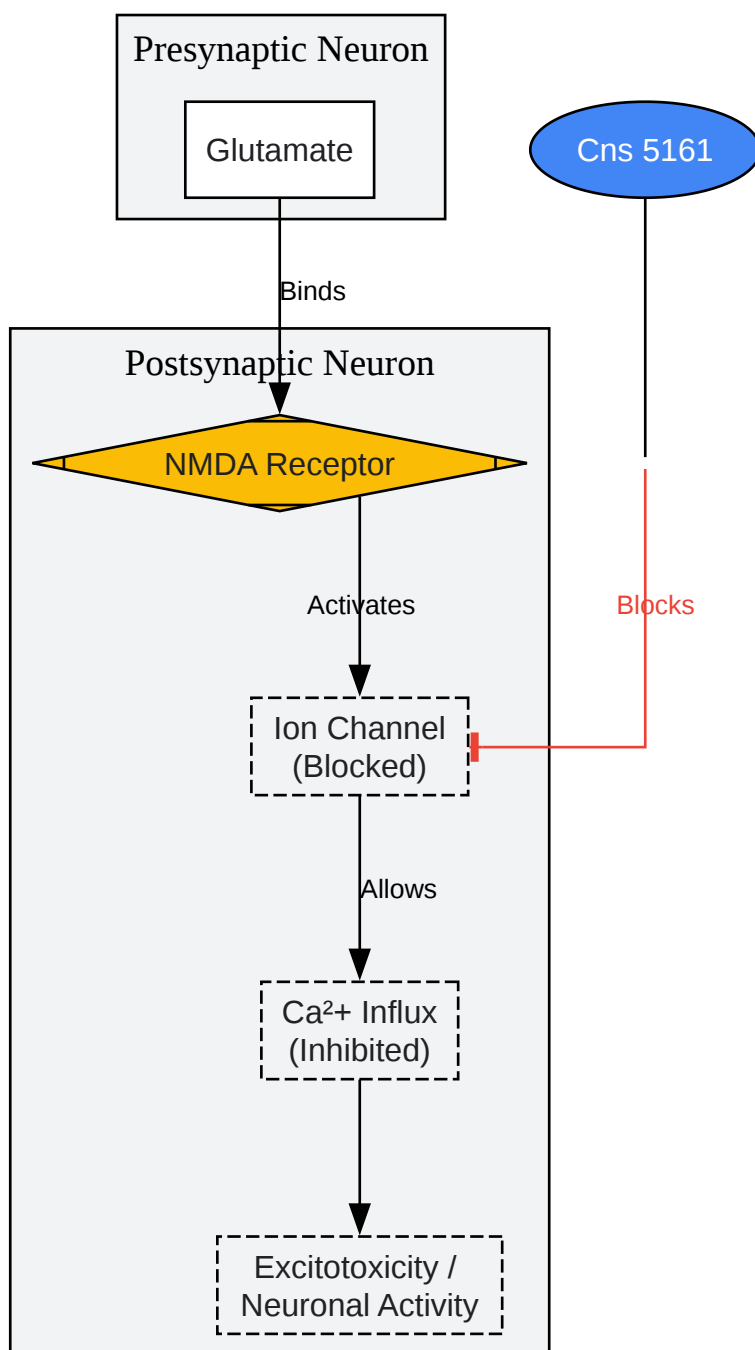 Presynaptic Neuron
Glutamate
Cns 5161
Binds
Postsynaptic Neuron
NMDA Receptor
Activates
Blocks
Ion Channel
(Blocked)
Allows
Ca²+ Influx
(Inhibited)
Excitotoxicity /
Neuronal Activity